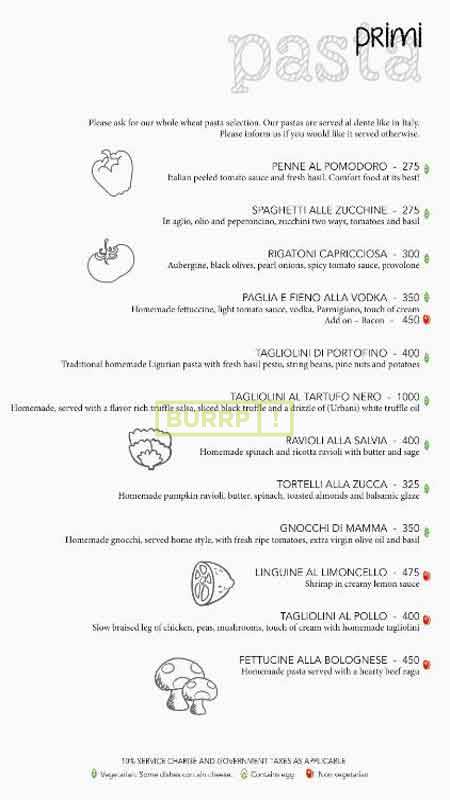 primi
pasta
Please ask for our whole wheat pasta selection. Our pastas are served al dente like in Italy.
Please inform us if you would like it served otherwise.
PENNE AL POMODORO - 275
Italian peeled tomato sauce and fresh basil. Comfort food at its best!
SPAGHETTI ALLE ZUCCHINE - 275
In aglio, olio and peperoncino, zucchini two ways, tomatoes and basil
RIGATONI CAPRICCIOSA - 300
Aubergine, black olives, pearl onions, spicy tomato sauce, provolone
PAGLIA E FIENO ALLA VODKA - 350
Homemade fettuccine, light tomato sauce, vodka, Parmigiano, touch of cream
Add on - Bacon - 450
TAGLIOLINI DI PORTOFINO - 400
Traditional homemade Ligurian pasta with fresh basil pesto, string beans, pine nuts and potatoes
TAGLIOLINI AL TARTUFO NERO - 1000
Homemade, served with a flavor rich truffle salsa, sliced black truffle and a drizzle of (Urbani) white truffle oil
BURRP!
RAVIOLI ALLA SALVIA - 400
Homemade spinach and ricotta ravioli with butter and sage
TORTELLI ALLA ZUCCA - 325
Homemade pumpkin ravioli, butter, spinach, toasted almonds and balsamic glaze
GNOCCHI DI MAMMA - 350
Homemade gnocchi, served home style, with fresh ripe tomatoes, extra virgin olive oil and basil
LINGUINE AL LIMONCELLO - 475
Shrimp in creamy lemon sauce
TAGLIOLINI AL POLLO - 400
Slow braised leg of chicken, peas, mushrooms, touch of cream with homemade tagliolini
FETTUCINE ALLA BOLOGNESE - 450
Homemade pasta served with a hearty beef ragu
10% SERVICE CHARGE AND GOVERNMENT TAXES AS APPLICABLE
Vegetarian. Some dishes contain cheese. Contains egg Non vegetarian